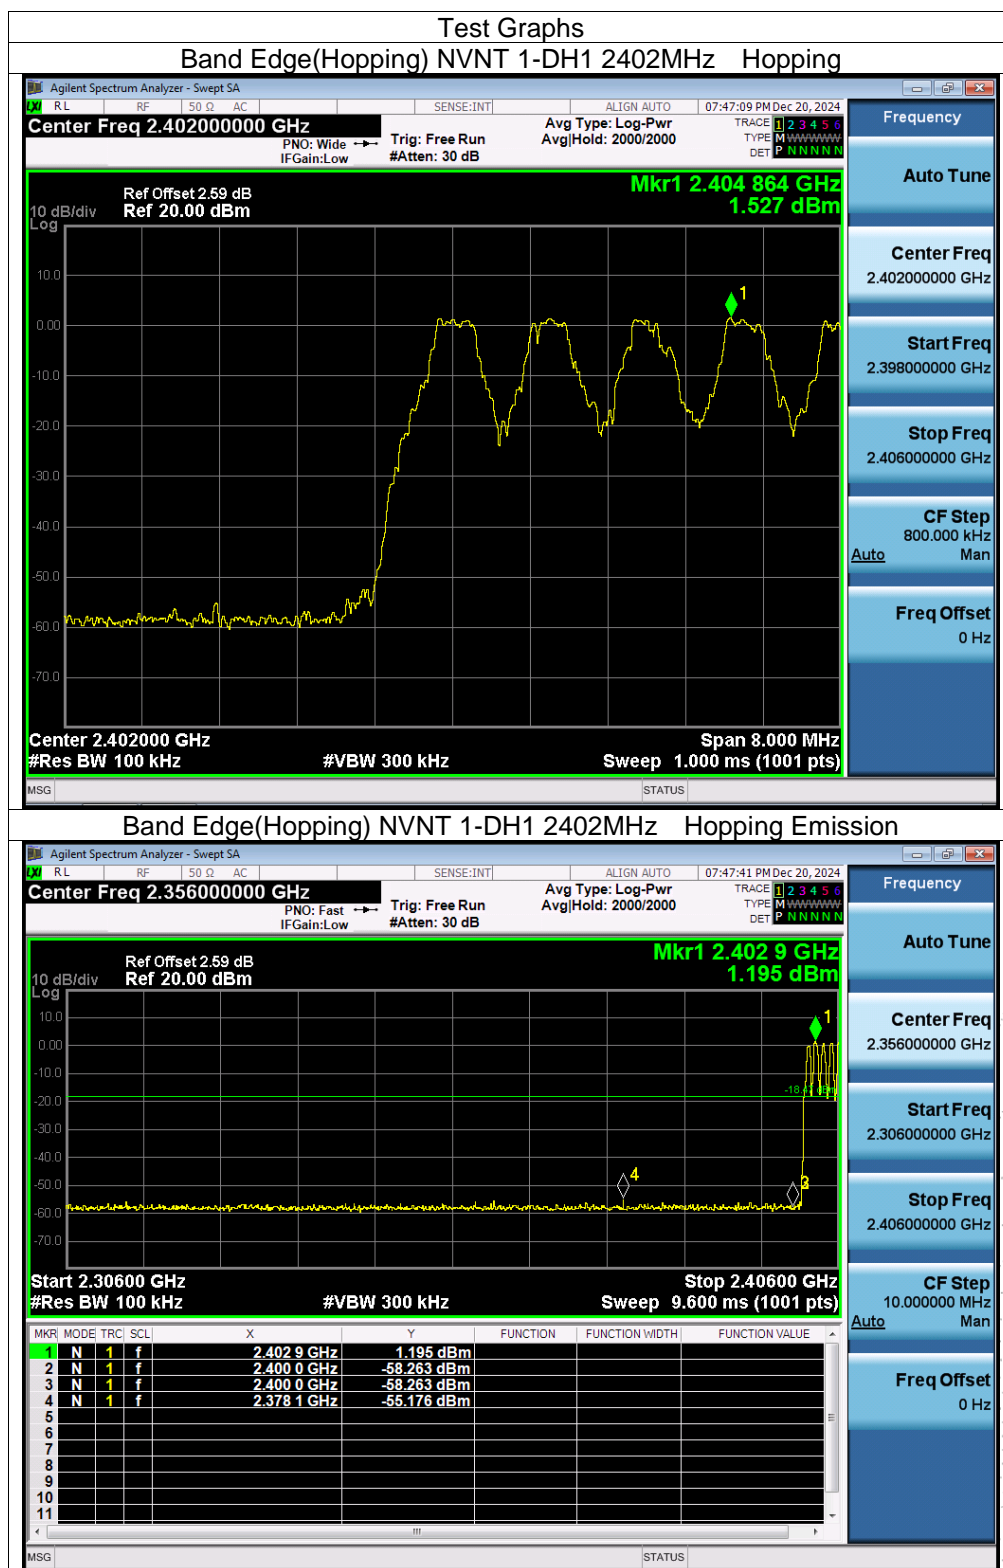 Test Graphs
Band Edge(Hopping) NVNT 1-DH1 2402MHz Hopping
Agilent Spectrum Analyzer - Swept SA
LXI RL RF 50 Ω AC SENSE:INT ALIGN AUTO 07:47:09 PM Dec 20, 2024
Center Freq 2.402000000 GHz
PNO: Wide
IFGain:Low
Trig: Free Run
#Atten: 30 dB
Avg Type: Log-Pwr
Avg|Hold: 2000/2000
TRACE 1 2 3 4 5 6
TYPE M WWWWW
DET P N N N N N
Frequency
Auto Tune
Center Freq
2.402000000 GHz
Start Freq
2.398000000 GHz
Stop Freq
2.406000000 GHz
CF Step
800.000 kHz
Auto Man
Freq Offset
0 Hz
Mkr1 2.404 864 GHz
1.527 dBm
Ref Offset 2.59 dB
10 dB/div Ref 20.00 dBm
Log
10.0
0.00
-10.0
-20.0
-30.0
-40.0
-50.0
-60.0
-70.0
1
Center 2.402000 GHz Span 8.000 MHz
#Res BW 100 kHz #VBW 300 kHz Sweep 1.000 ms (1001 pts)
MSG STATUS
Band Edge(Hopping) NVNT 1-DH1 2402MHz Hopping Emission
Agilent Spectrum Analyzer - Swept SA
LXI RL RF 50 Ω AC SENSE:INT ALIGN AUTO 07:47:41 PM Dec 20, 2024
Center Freq 2.356000000 GHz
PNO: Fast
IFGain:Low
Trig: Free Run
#Atten: 30 dB
Avg Type: Log-Pwr
Avg|Hold: 2000/2000
TRACE 1 2 3 4 5 6
TYPE M WWWWW
DET P N N N N N
Frequency
Auto Tune
Center Freq
2.356000000 GHz
Start Freq
2.306000000 GHz
Stop Freq
2.406000000 GHz
CF Step
10.000000 MHz
Auto Man
Freq Offset
0 Hz
Mkr1 2.402 9 GHz
1.195 dBm
Ref Offset 2.59 dB
10 dB/div Ref 20.00 dBm
Log
10.0
0.00
-10.0
-20.0
-30.0
-40.0
-50.0
-60.0
-70.0
1
4
Start 2.30600 GHz Stop 2.40600 GHz
#Res BW 100 kHz #VBW 300 kHz Sweep 9.600 ms (1001 pts)
MKR MODE TRC SCL X Y FUNCTION FUNCTION WIDTH FUNCTION VALUE
1 N 1 f 2.402 9 GHz 1.195 dBm
2 N 1 f 2.400 0 GHz -58.263 dBm
3 N 1 f 2.400 0 GHz -58.263 dBm
4 N 1 f 2.378 1 GHz -55.176 dBm
5
6
7
8
9
10
11
MSG STATUS